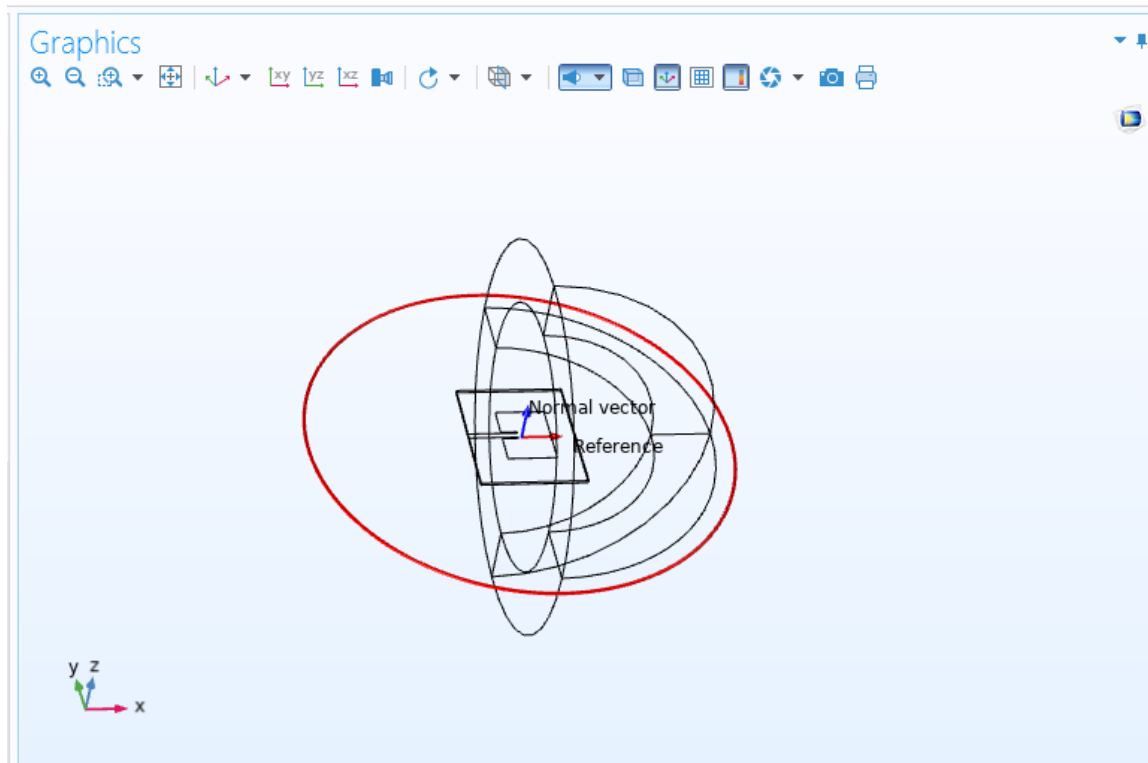 Graphics
xy yz xz
Normal vector
Reference
y z
x